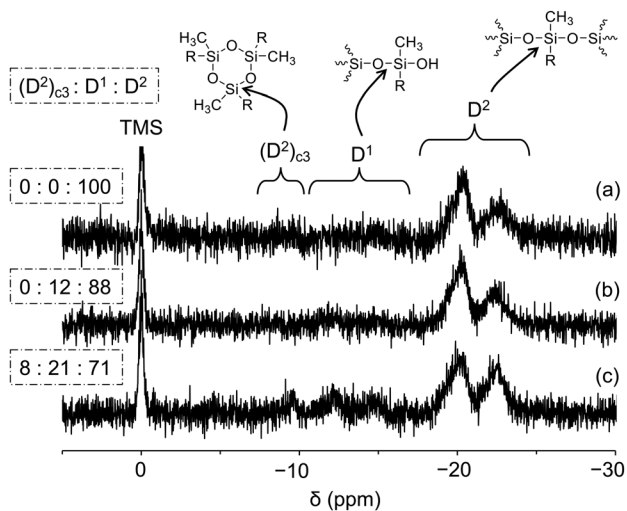 (D²)c3 : D¹ : D²
H₃C
R
O
R
Si
Si
CH₃
O
O
Si
H₃C
R
CH₃
Si
O
Si
OH
R
CH₃
Si
O
Si
O
Si
R
TMS
(D²)c3
D¹
D²
0 : 0 : 100
(a)
0 : 12 : 88
(b)
8 : 21 : 71
(c)
0
−10
−20
−30
δ (ppm)